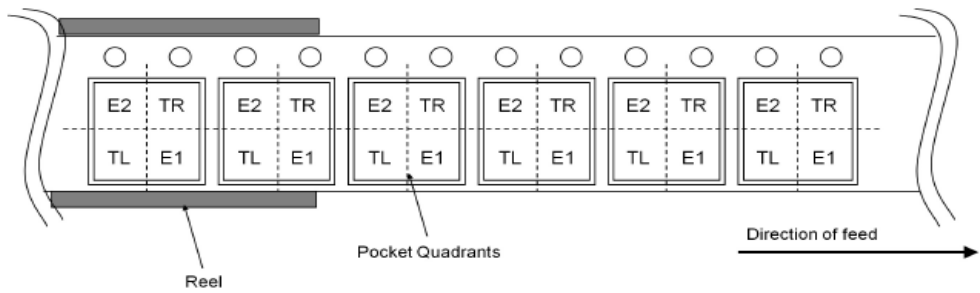 E2 TR E2 TR E2 TR E2 TR E2 TR E2 TR
TL E1 TL E1 TL E1 TL E1 TL E1 TL E1
Direction of feed
Pocket Quadrants
Reel